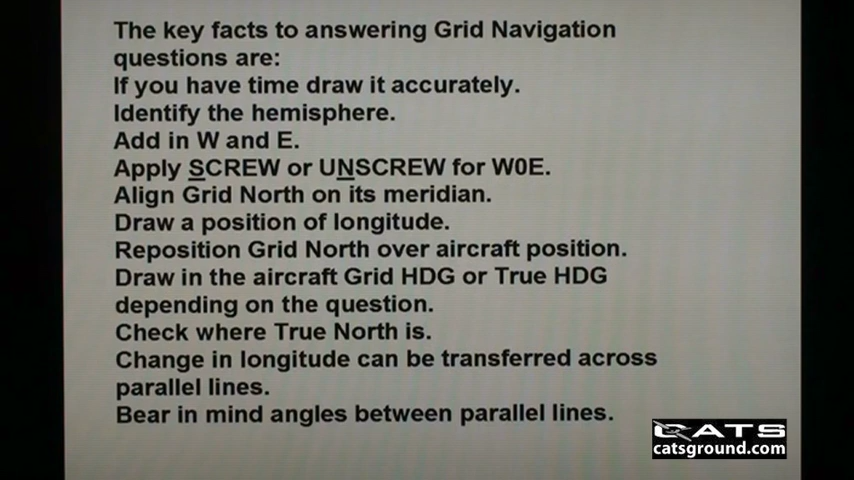 The key facts to answering Grid Navigation
questions are:
If you have time draw it accurately.
Identify the hemisphere.
Add in W and E.
Apply SCREW or UNSCREW for W0E.
Align Grid North on its meridian.
Draw a position of longitude.
Reposition Grid North over aircraft position.
Draw in the aircraft Grid HDG or True HDG
depending on the question.
Check where True North is.
Change in longitude can be transferred across
parallel lines.
Bear in mind angles between parallel lines.
CATS
catsground.com